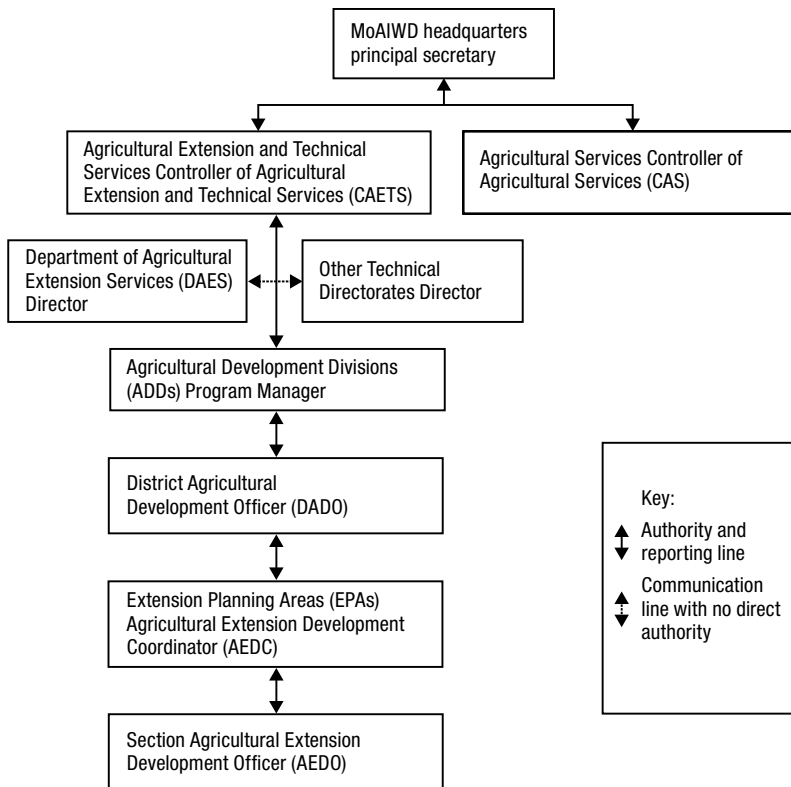 MoAIWD headquarters
principal secretary
Agricultural Extension and Technical
Services Controller of Agricultural
Extension and Technical Services (CAETS)
Agricultural Services Controller of
Agricultural Services (CAS)
Department of Agricultural
Extension Services (DAES)
Director
Other Technical
Directorates Director
Agricultural Development Divisions
(ADDs) Program Manager
District Agricultural
Development Officer (DADO)
Extension Planning Areas (EPAs)
Agricultural Extension Development
Coordinator (AEDC)
Section Agricultural Extension
Development Officer (AEDO)
Key:
Authority and
reporting line
Communication
line with no direct
authority